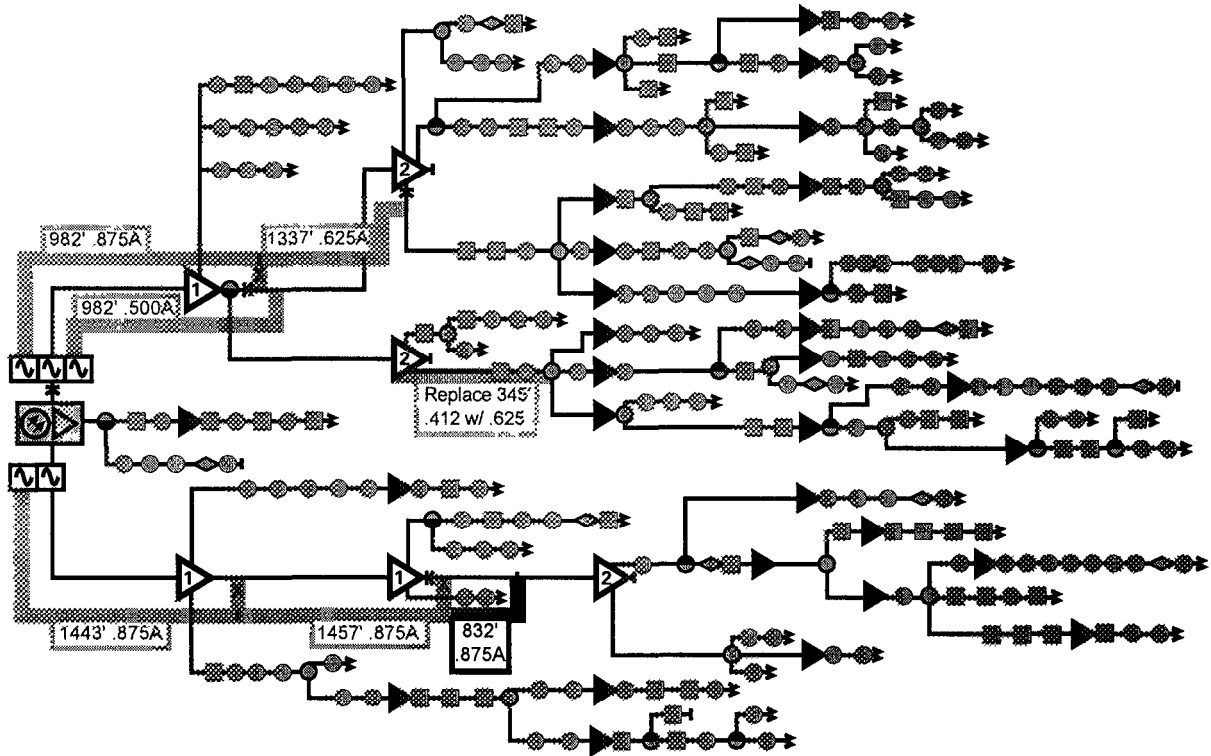 2
982' .875A
1337' .625A
1
982' .500A
2
Replace 345'
.412 w/ .625
1
1
2
1443' .875A
1457' .875A
832'
.875A